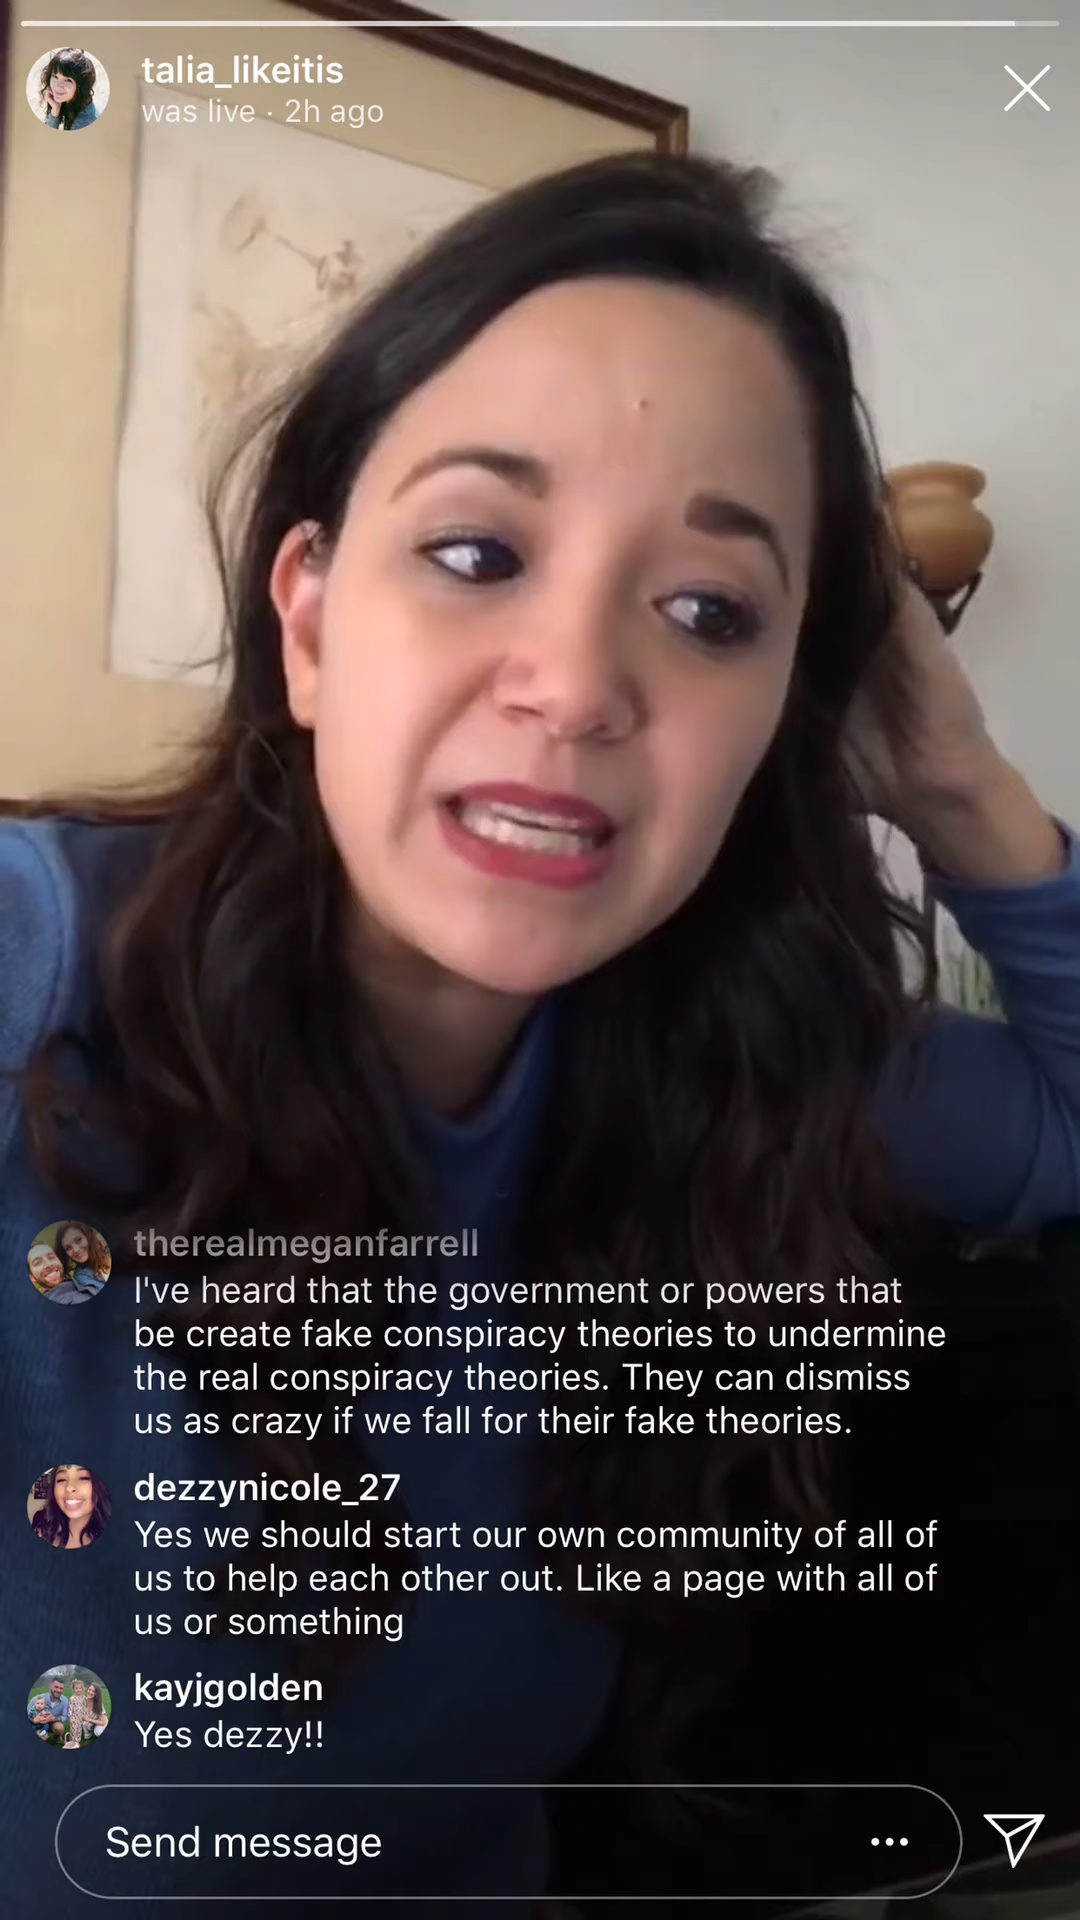 talia_likeitis
was live · 2h ago
therealmeganfarrell
I've heard that the government or powers that
be create fake conspiracy theories to undermine
the real conspiracy theories. They can dismiss
us as crazy if we fall for their fake theories.
dezzynicole_27
Yes we should start our own community of all of
us to help each other out. Like a page with all of
us or something
kayjgolden
Yes dezzy!!
Send message